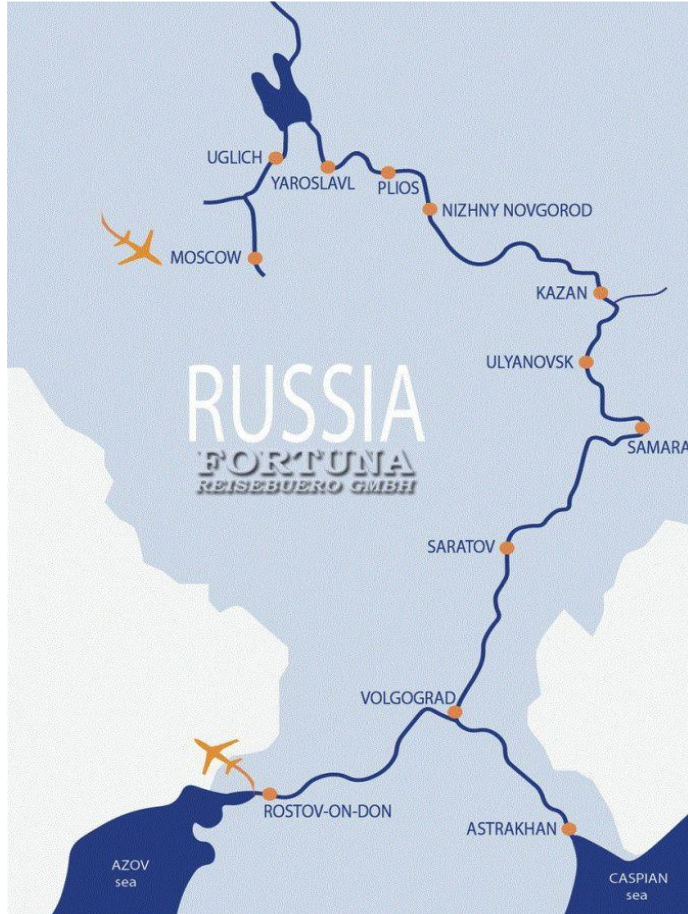 UGLICH
YAROSLAVL
PLIOS
NIZHNY NOVGOROD
MOSCOW
KAZAN
ULYANOVSK
RUSSIA
SAMARA
FORTUNA
REISEBUERO GMBH
SARATOV
VOLGOGRAD
ROSTOV-ON-DON
ASTRAKHAN
AZOV
sea
CASPIAN
sea